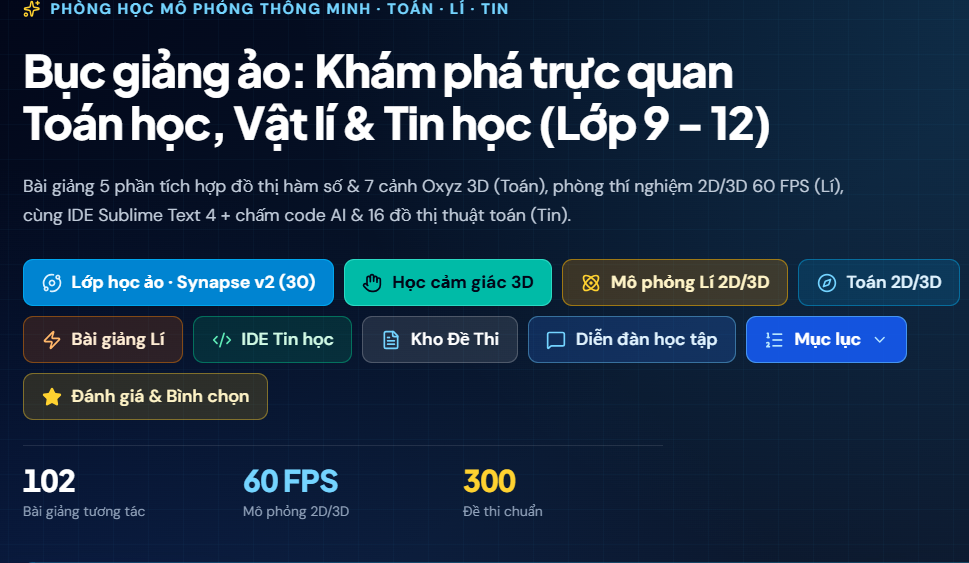 PHÒNG HỌC MÔ PHỎNG THÔNG MINH · TOÁN · LÍ · TIN
Bục giảng ảo: Khám phá trực quan
Toán học, Vật lí & Tin học (Lớp 9 – 12)
Bài giảng 5 phần tích hợp đồ thị hàm số & 7 cảnh Oxyz 3D (Toán), phòng thí nghiệm 2D/3D 60 FPS (Lí),
cùng IDE Sublime Text 4 + chấm code AI & 16 đồ thị thuật toán (Tin).
Lớp học ảo · Synapse v2 (30)
Học cảm giác 3D
Mô phỏng Lí 2D/3D
Toán 2D/3D
Bài giảng Lí
IDE Tin học
Kho Đề Thi
Diễn đàn học tập
Mục lục
Đánh giá & Bình chọn
102
60 FPS
300
Bài giảng tương tác
Mô phỏng 2D/3D
Đề thi chuẩn